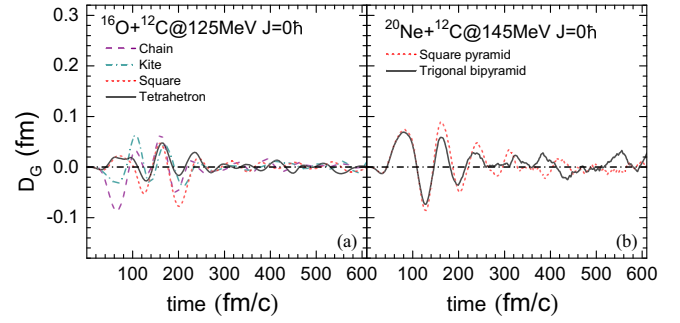 ¹⁶O+¹²C@125MeV J=0ħ
Chain
Kite
Square
Tetrahetron
²⁰Ne+¹²C@145MeV J=0ħ
Square pyramid
Trigonal bipyramid
D_G (fm)
0.3
0.2
0.1
0.0
-0.1
(a)
(b)
100 200 300 400 500 600
100 200 300 400 500 600
time (fm/c)
time (fm/c)